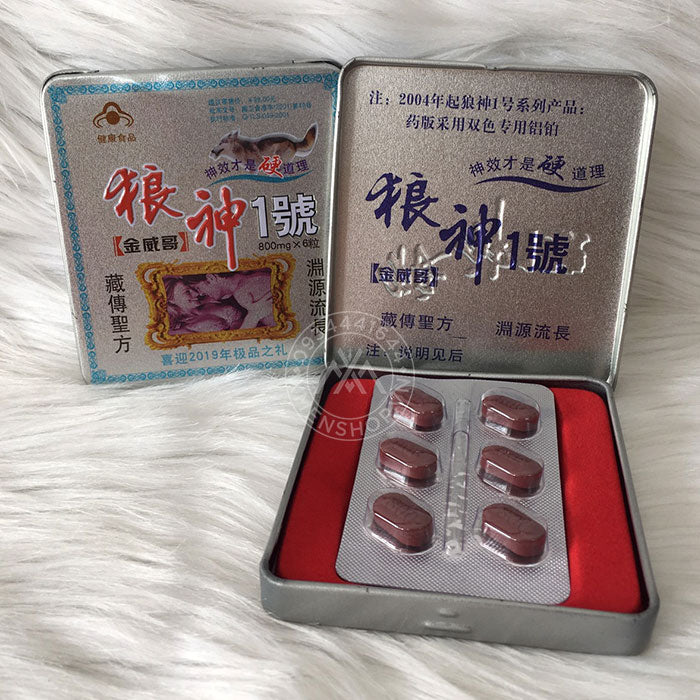 健康食品
神效才是硬道理
狼神1號
800mg×6粒
【金威哥】
藏傳聖方
淵源流長
喜迎2019年极品之礼
注：2004年起狼神1号系列产品：
药版采用双色专用铝铂
神效才是硬道理
狼神1號
【金威哥】
藏傳聖方
淵源流長
注：说明见后